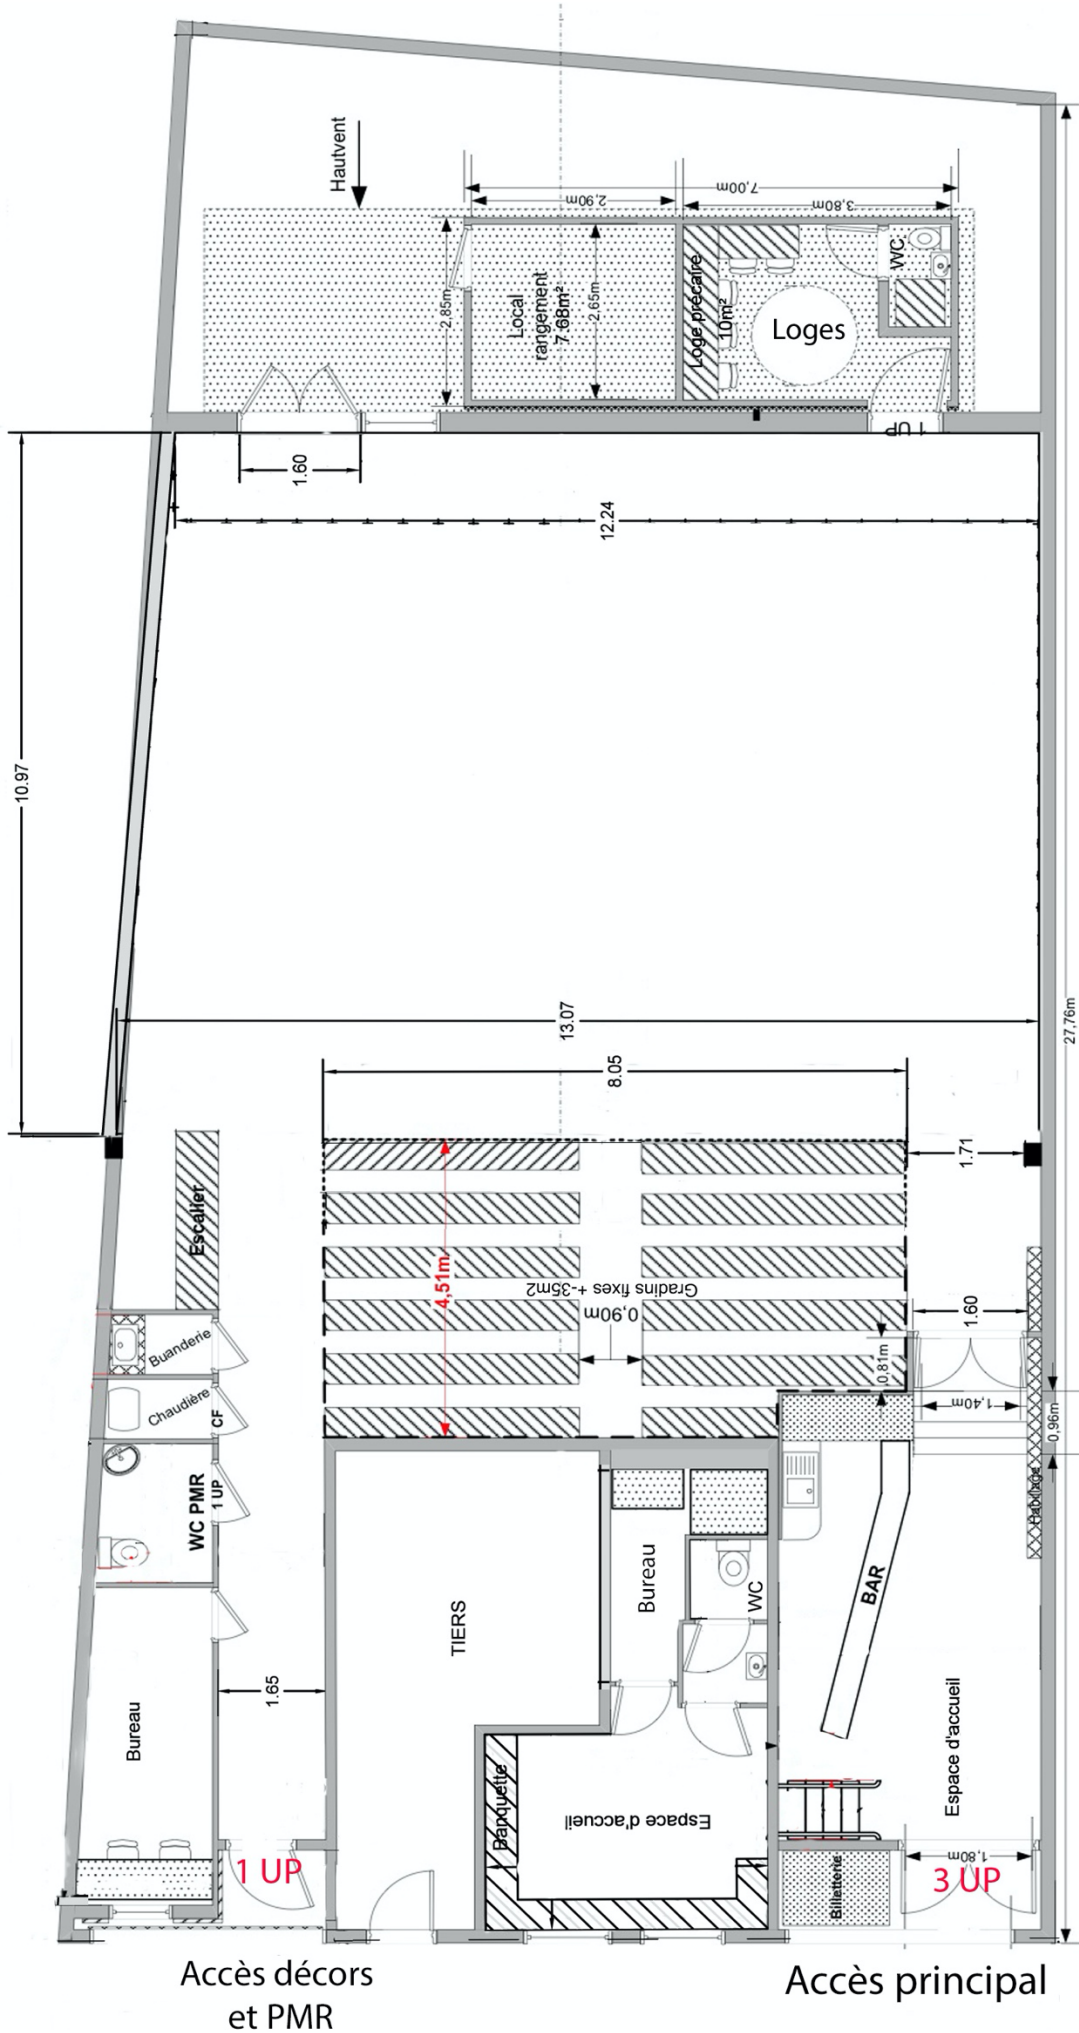 Hautvent
7,00m
2,90m
3,80m
2,85m
Local
rangement
7.68m²
2,65m
Loge précaire
10m²
WC
Loges
1 UP
1.60
12.24
10.97
13.07
27,76m
8.05
1.71
Escalier
4,51m
Gradins fixes +-35m2
0,90m
1.60
0,81m
1,40m
0,96m
Buanderie
Chaudière
CF
WC PMR
1 UP
Habillage
Bureau
WC
BAR
TIERS
1.65
Bureau
Banquette
Espace d'accueil
Espace d'accueil
1 UP
Billetterie
1,80m
3 UP
Accès décors
et PMR
Accès principal